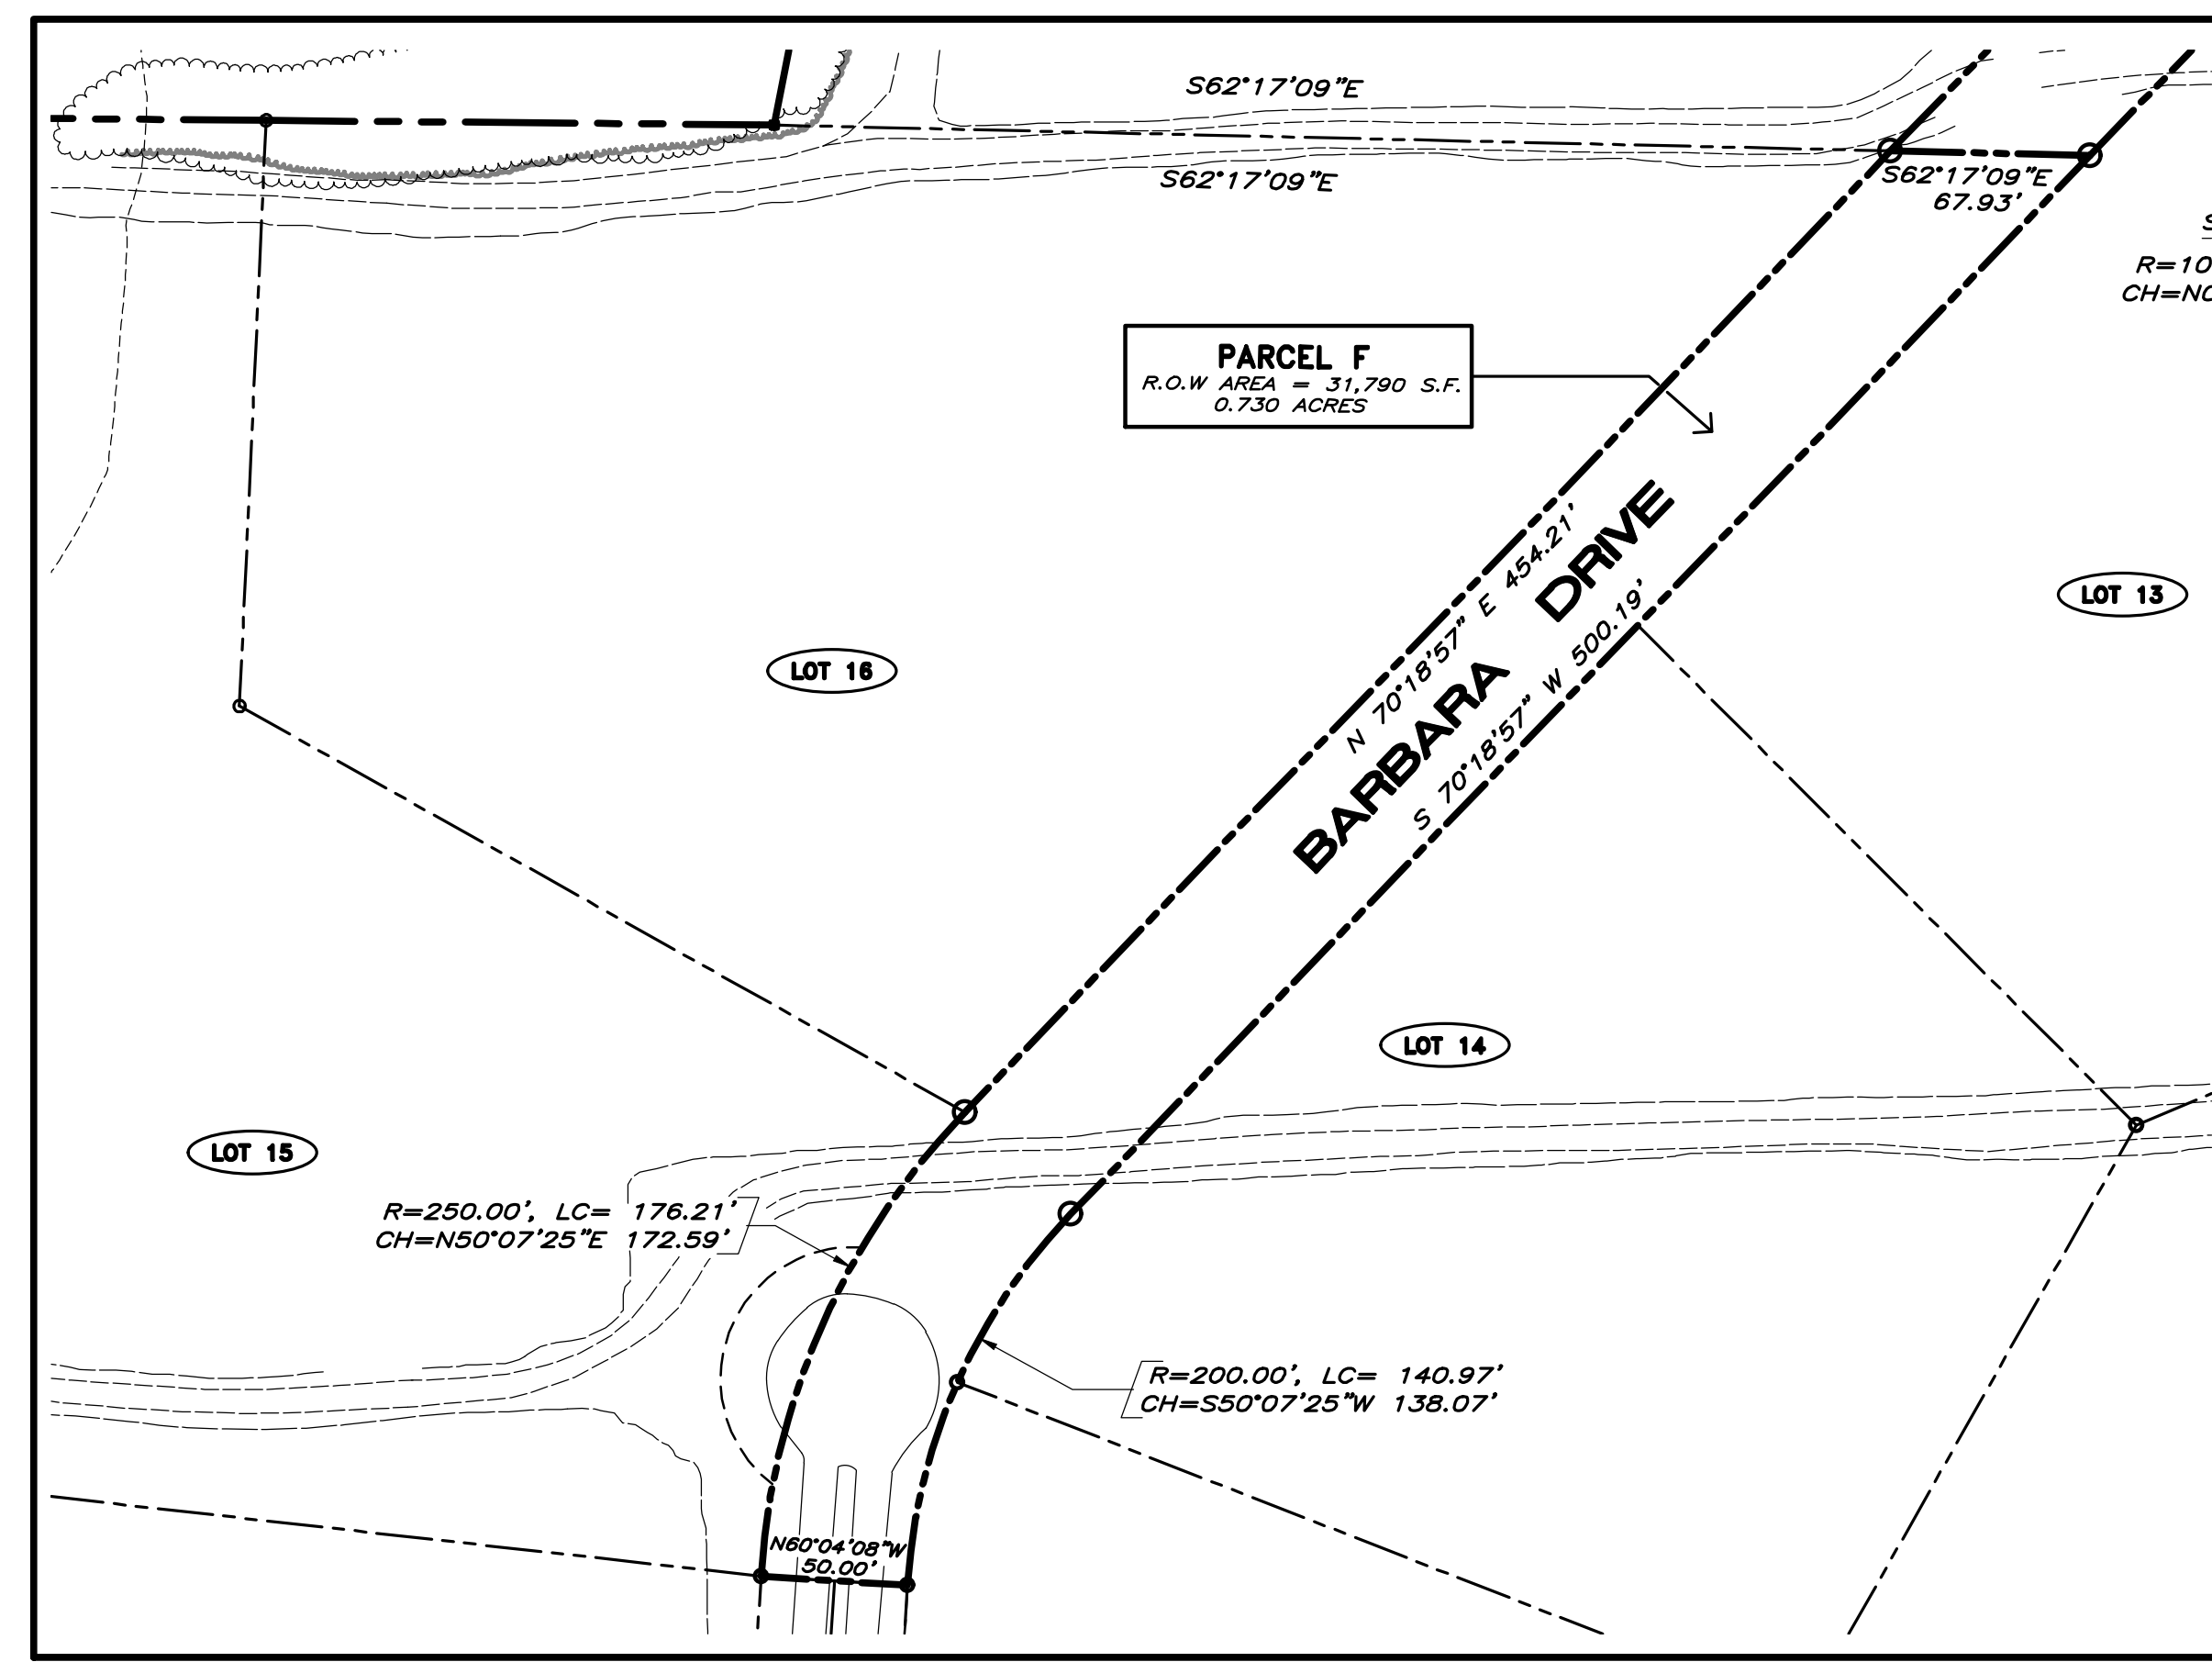 S62°17'09"E
S62°17'09"E
S62°17'09"E
67.93'
S
R=10
CH=N0
PARCEL F
R.O.W AREA = 31,790 S.F.
0.730 ACRES
N 70°18'57" E 454.21'
BARBARA DRIVE
S 70°18'57" W 500.19'
LOT 13
LOT 16
LOT 14
LOT 15
R=250.00', LC= 176.21'
CH=N50°07'25"E 172.59'
R=200.00', LC= 140.97'
CH=S50°07'25"W 138.07'
N60°04'08"W
50.00'